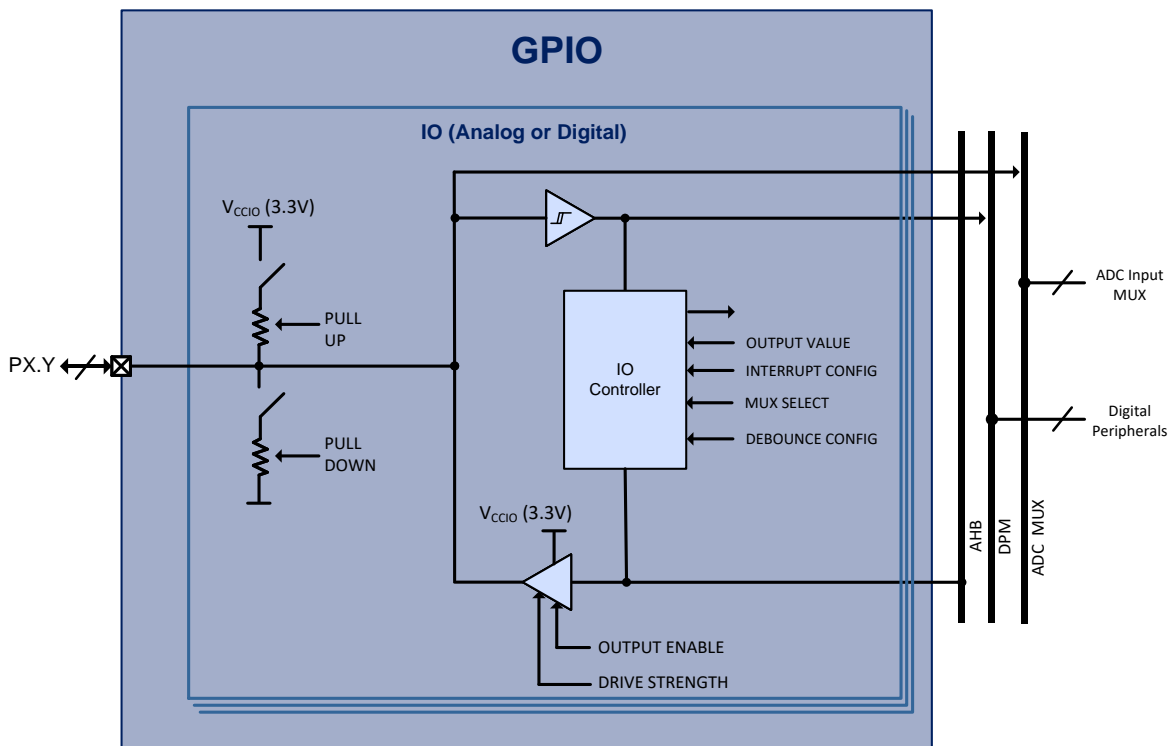 GPIO
IO (Analog or Digital)
VCCIO (3.3V)
PULL
UP
PX.Y
PULL
DOWN
IO
Controller
OUTPUT VALUE
INTERRUPT CONFIG
MUX SELECT
DEBOUNCE CONFIG
VCCIO (3.3V)
OUTPUT ENABLE
DRIVE STRENGTH
AHB
DPM
ADC MUX
ADC Input
MUX
Digital
Peripherals